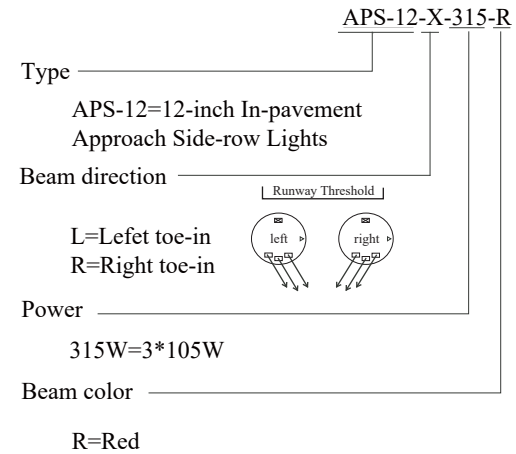 APS-12-X-315-R
Type
APS-12=12-inch In-pavement
Approach Side-row Lights
Beam direction
Runway Threshold
L=Lefet toe-in
R=Right toe-in
left
right
Power
315W=3*105W
Beam color
R=Red